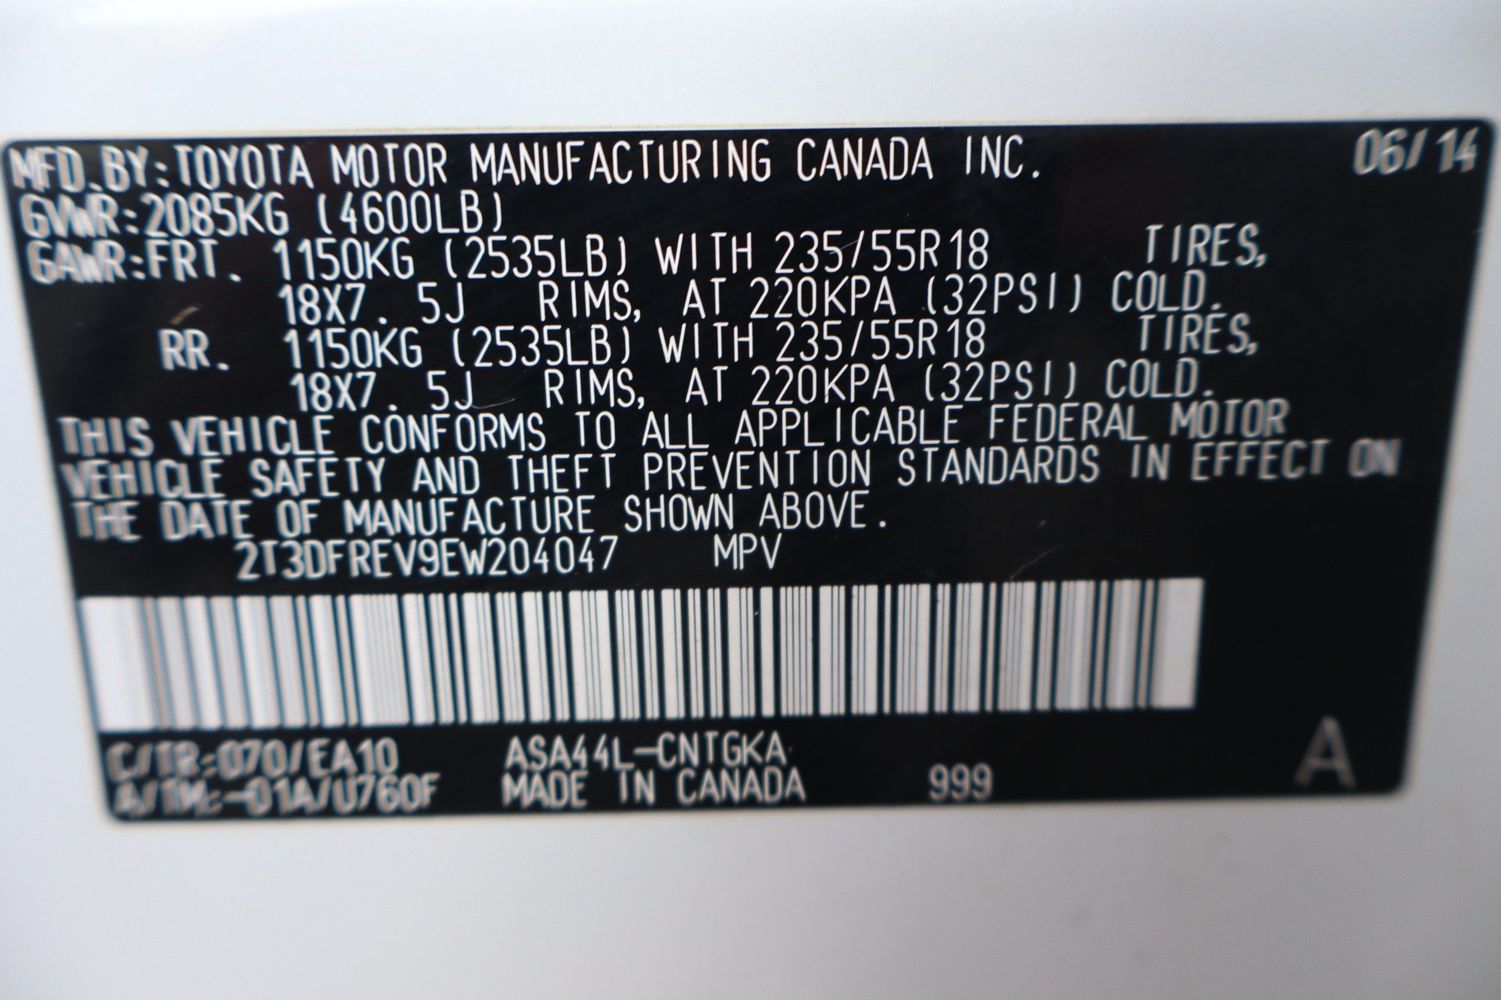 MFD.BY:TOYOTA MOTOR MANUFACTURING CANADA INC. 06/14
GVWR:2085KG (4600LB)
GAWR:FRT. 1150KG (2535LB) WITH 235/55R18 TIRES,
18X7.5J RIMS, AT 220KPA (32PSI) COLD.
RR. 1150KG (2535LB) WITH 235/55R18 TIRES,
18X7.5J RIMS, AT 220KPA (32PSI) COLD.
THIS VEHICLE CONFORMS TO ALL APPLICABLE FEDERAL MOTOR
VEHICLE SAFETY AND THEFT PREVENTION STANDARDS IN EFFECT ON
THE DATE OF MANUFACTURE SHOWN ABOVE.
2T3DFREV9EW204047 MPV
C/TR:070/EA10 ASA44L-CNTGKA
A/TM:-01A/U760F MADE IN CANADA 999 A